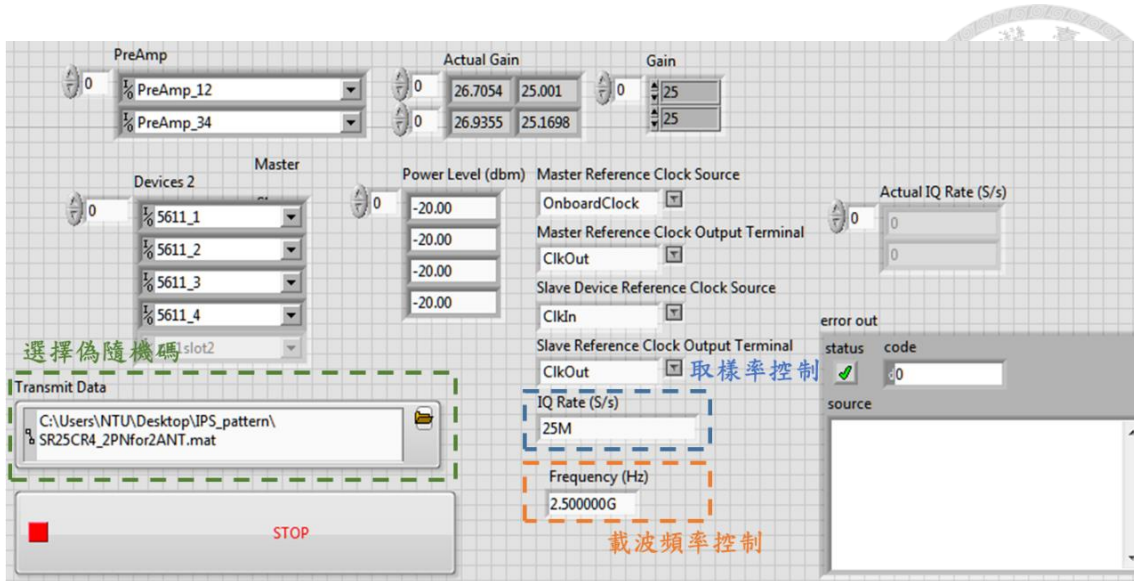 PreAmp
0
PreAmp_12
PreAmp_34
Actual Gain
0
26.7054 25.001
0
26.9355 25.1698
Gain
0
25
25
Master
Devices 2
0
5611_1
5611_2
5611_3
5611_4
slot2
Power Level (dbm)
0
-20.00
-20.00
-20.00
-20.00
Master Reference Clock Source
OnboardClock
Master Reference Clock Output Terminal
ClkOut
Slave Device Reference Clock Source
ClkIn
Slave Reference Clock Output Terminal
ClkOut
取樣率控制
IQ Rate (S/s)
25M
Frequency (Hz)
2.500000G
載波頻率控制
Actual IQ Rate (S/s)
0
0
0
error out
status code
0
source
選擇偽隨機碼
Transmit Data
C:\Users\NTU\Desktop\IPS_pattern\
SR25CR4_2PNfor2ANT.mat
STOP